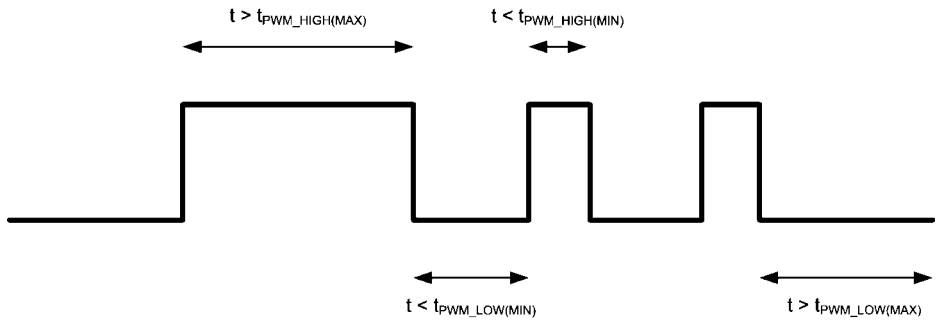 t > tPWM_HIGH(MAX)
t < tPWM_HIGH(MIN)
t < tPWM_LOW(MIN)
t > tPWM_LOW(MAX)